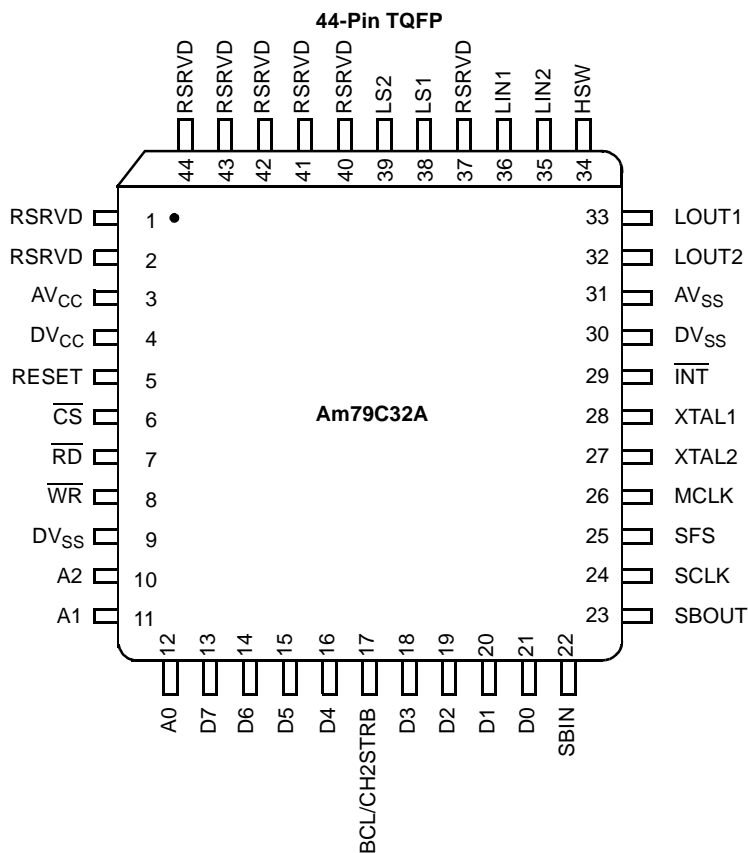 44-Pin TQFP
RSRVD
RSRVD
RSRVD
RSRVD
RSRVD
LS2
LS1
RSRVD
LIN1
LIN2
HSW
44
43
42
41
40
39
38
37
36
35
34
RSRVD 1 33 LOUT1
RSRVD 2 32 LOUT2
AVCC 3 31 AVSS
DVCC 4 30 DVSS
RESET 5 29 INT
CS 6 Am79C32A 28 XTAL1
RD 7 27 XTAL2
WR 8 26 MCLK
DVSS 9 25 SFS
A2 10 24 SCLK
A1 11 23 SBOUT
12
13
14
15
16
17
18
19
20
21
22
A0
D7
D6
D5
D4
BCL/CH2STRB
D3
D2
D1
D0
SBIN